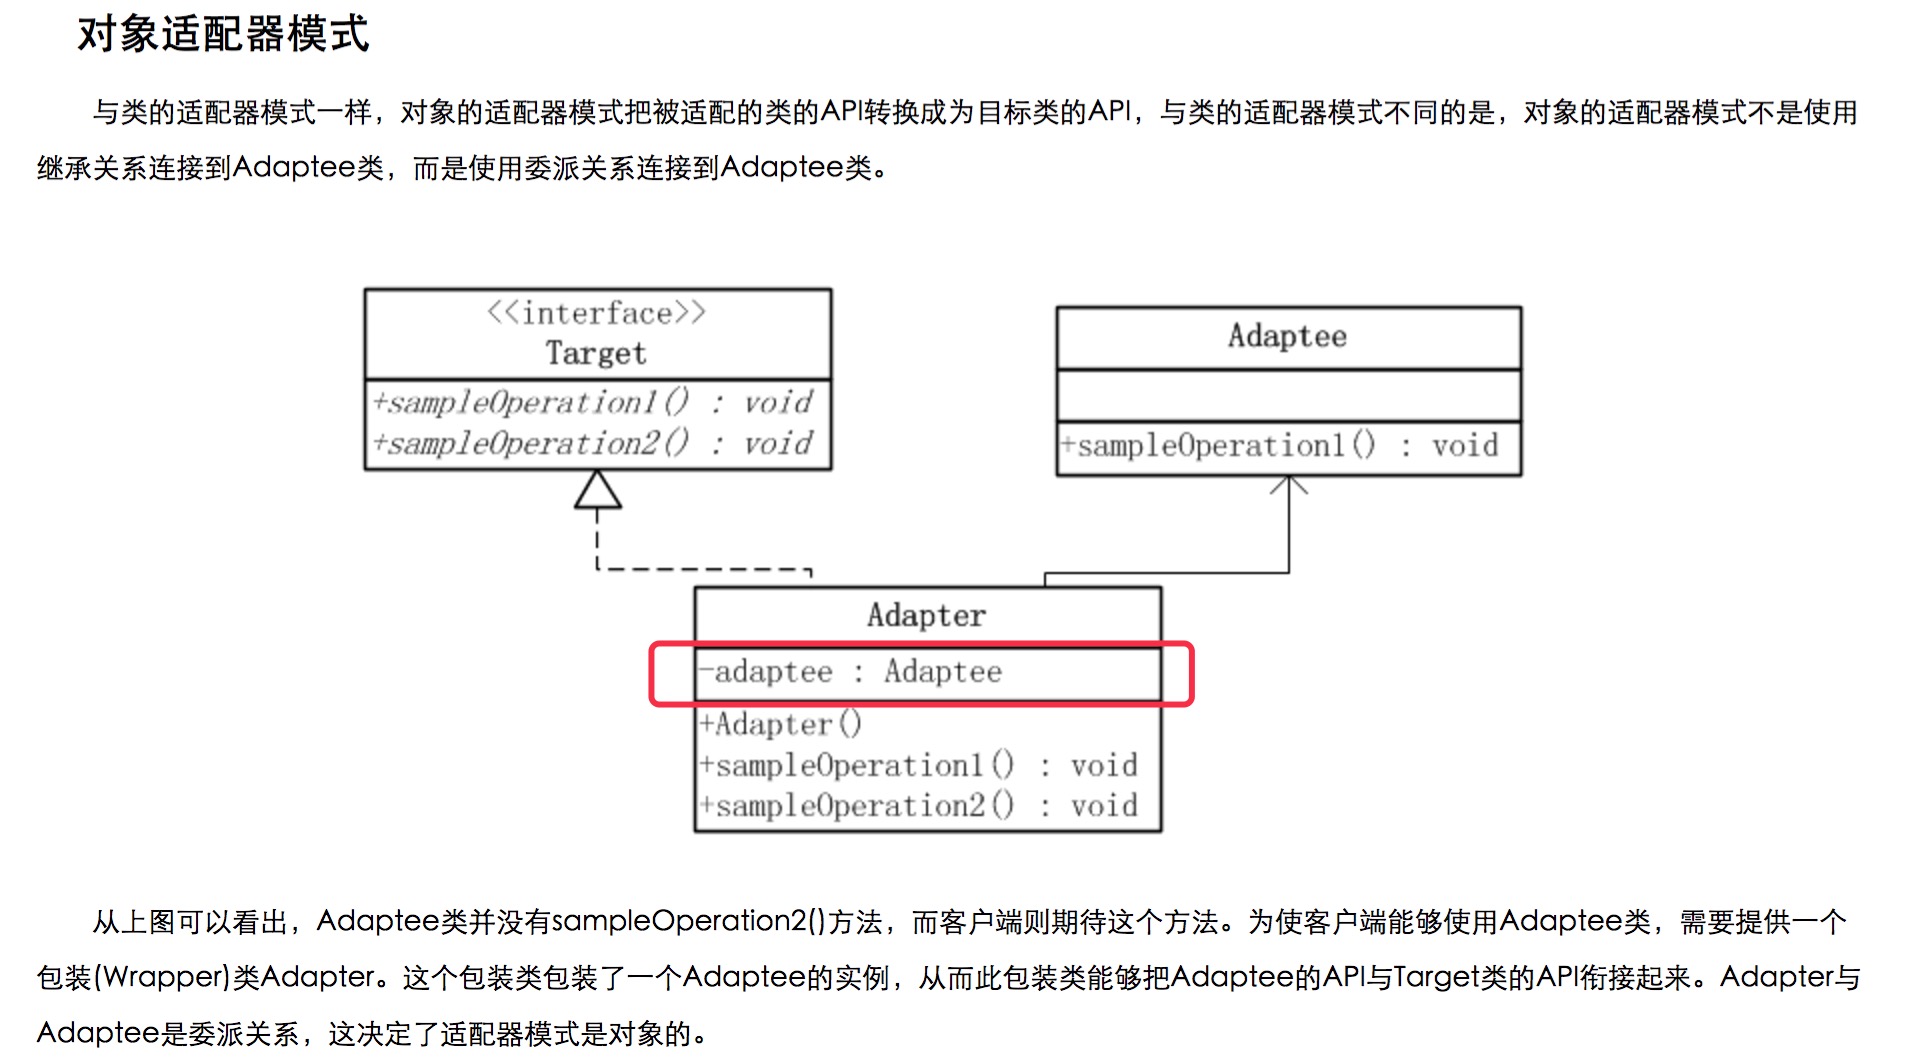 对象适配器模式
与类的适配器模式一样，对象的适配器模式把被适配的类的API转换成为目标类的API，与类的适配器模式不同的是，对象的适配器模式不是使用
继承关系连接到Adaptee类，而是使用委派关系连接到Adaptee类。
<<interface>>
Target
+sampleOperation1() : void
+sampleOperation2() : void
Adaptee
+sampleOperation1() : void
Adapter
-adaptee : Adaptee
+Adapter()
+sampleOperation1() : void
+sampleOperation2() : void
从上图可以看出，Adaptee类并没有sampleOperation2()方法，而客户端则期待这个方法。为使客户端能够使用Adaptee类，需要提供一个
包装(Wrapper)类Adapter。这个包装类包装了一个Adaptee的实例，从而此包装类能够把Adaptee的API与Target类的API衔接起来。Adapter与
Adaptee是委派关系，这决定了适配器模式是对象的。